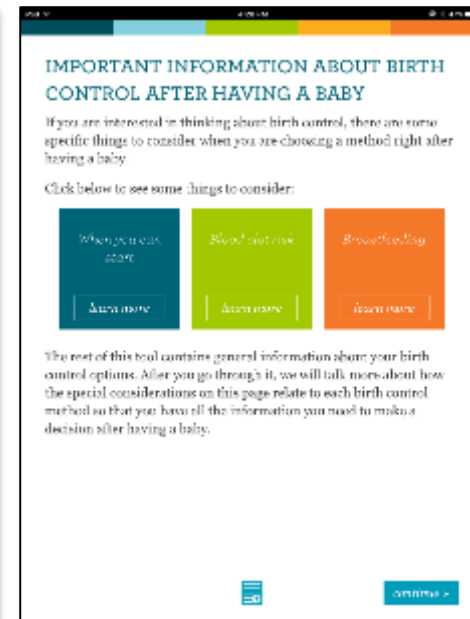 IMPORTANT INFORMATION ABOUT BIRTH
CONTROL AFTER HAVING A BABY
If you are interested in thinking about birth control, there are some
specific things to consider when you are choosing a method right after
having a baby
Click below to see some things to consider:
When you can
start
Blood clot risk
Breastfeeding
learn more
learn more
learn more
The rest of this tool contains general information about your birth
control options. After you go through it, we will talk more about how
the special considerations on this page relate to each birth control
method so that you have all the information you need to make a
decision after having a baby.
continue >